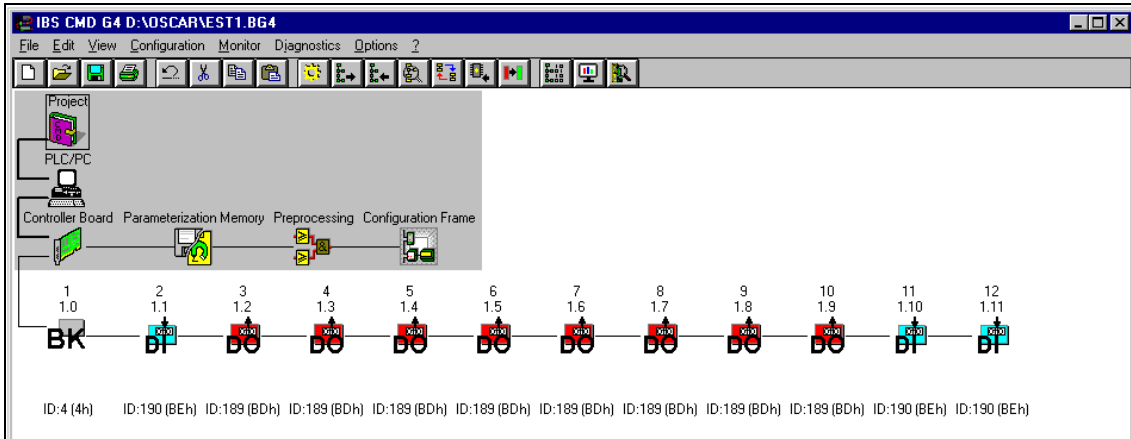 IBS CMD G4 D:\OSCAR\EST1.BG4
File Edit View Configuration Monitor Djagnostics Options ?
Project
PLC/PC
Controller Board Parameterization Memory Preprocessing Configuration Frame
1 2 3 4 5 6 7 8 9 10 11 12
1.0 1.1 1.2 1.3 1.4 1.5 1.6 1.7 1.8 1.9 1.10 1.11
BK DI DO DO DO DO DO DO DO DO DI DI
ID:4 (4h) ID:190 (BEh) ID:189 (BDh) ID:189 (BDh) ID:189 (BDh) ID:189 (BDh) ID:189 (BDh) ID:189 (BDh) ID:189 (BDh) ID:189 (BDh) ID:190 (BEh) ID:190 (BEh)